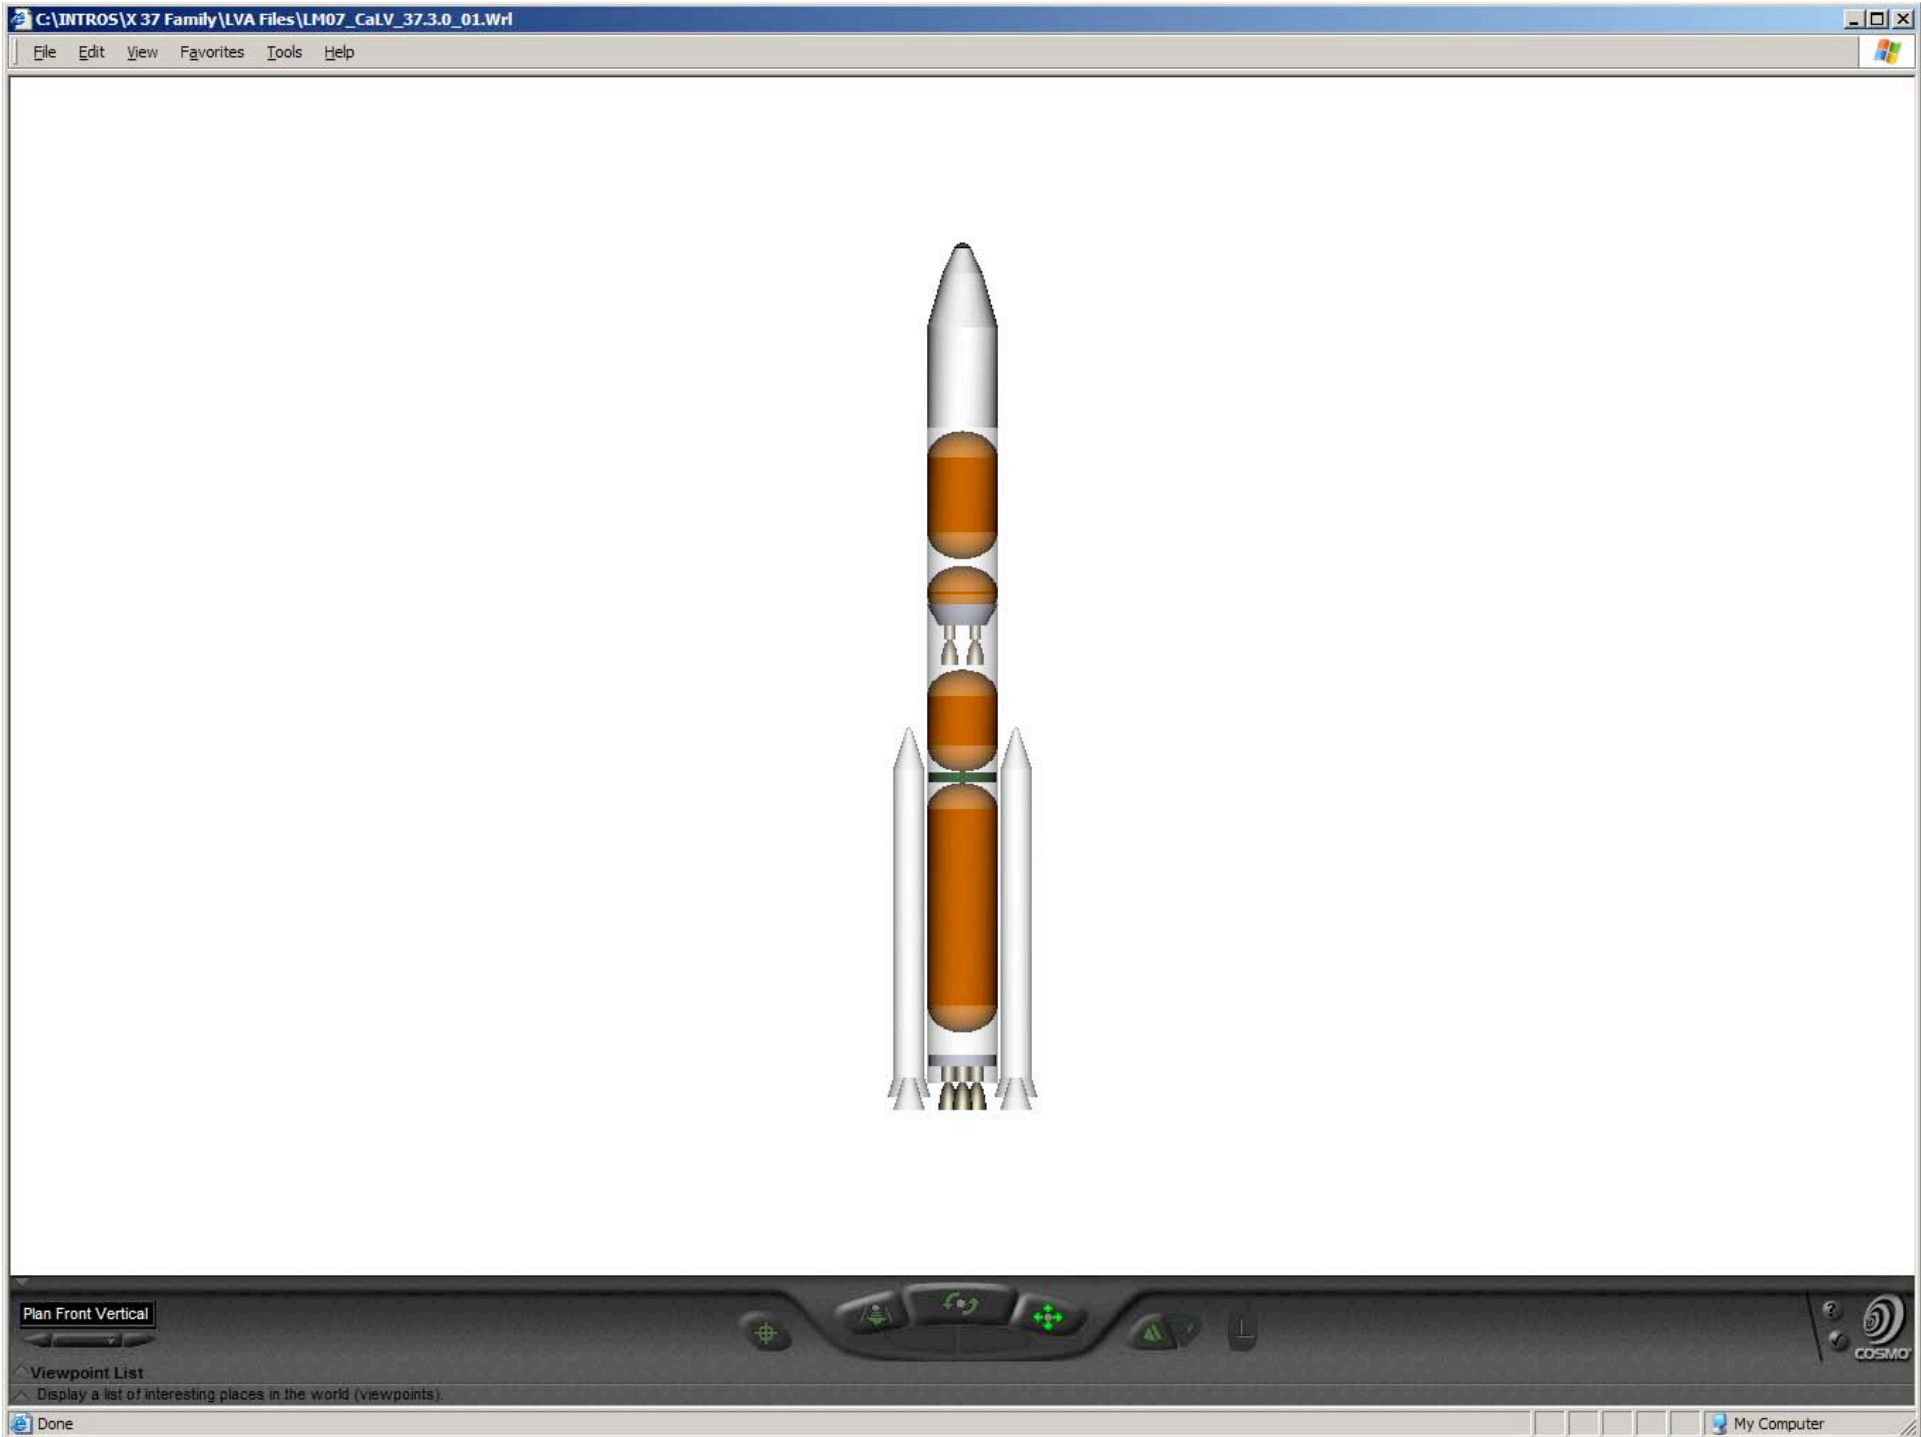 C:\INTROS\X 37 Family\LVA Files\LM07_CaLV_37.3.0_01.Wrl
File Edit View Favorites Tools Help
Plan Front Vertical
Viewpoint List
Display a list of interesting places in the world (viewpoints).
?
COSMO
Done
My Computer